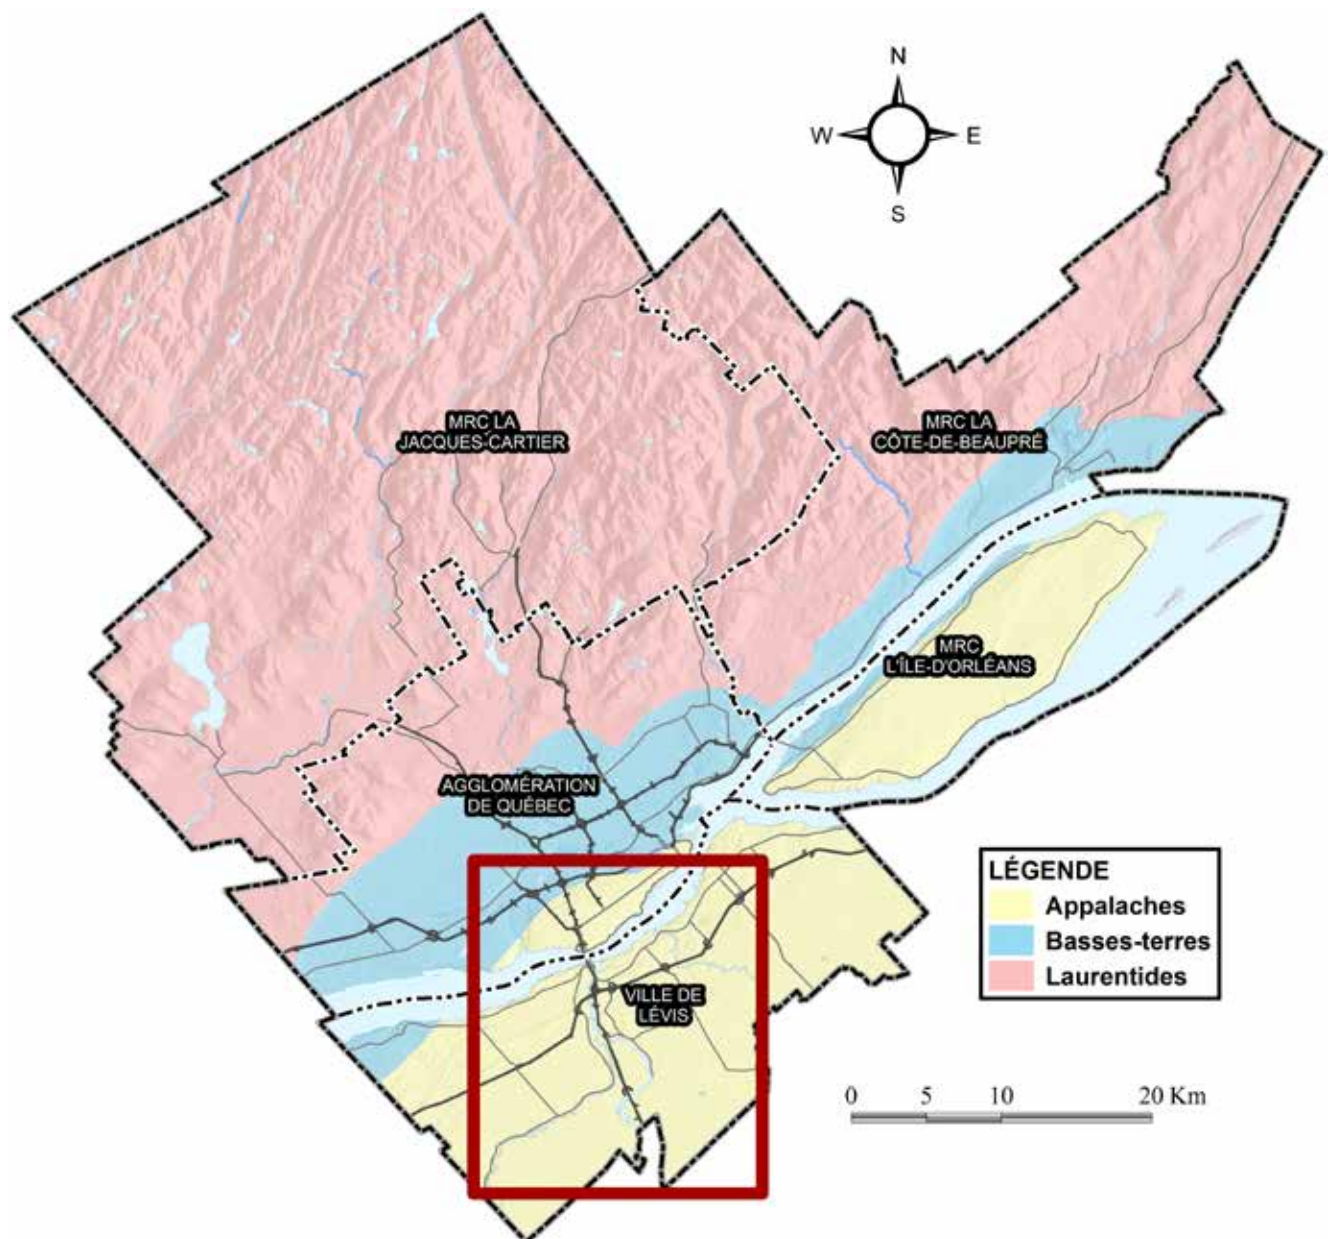 N
W
E
S
MRC LA
JACQUES-CARTIER
MRC LA
CÔTE-DE-BEAUPRÉ
MRC
L'ÎLE-D'ORLÉANS
AGGLOMÉRATION
DE QUÉBEC
VILLE DE
LÉVIS
LÉGENDE
Appalaches
Basses-terres
Laurentides
0 5 10 20 Km